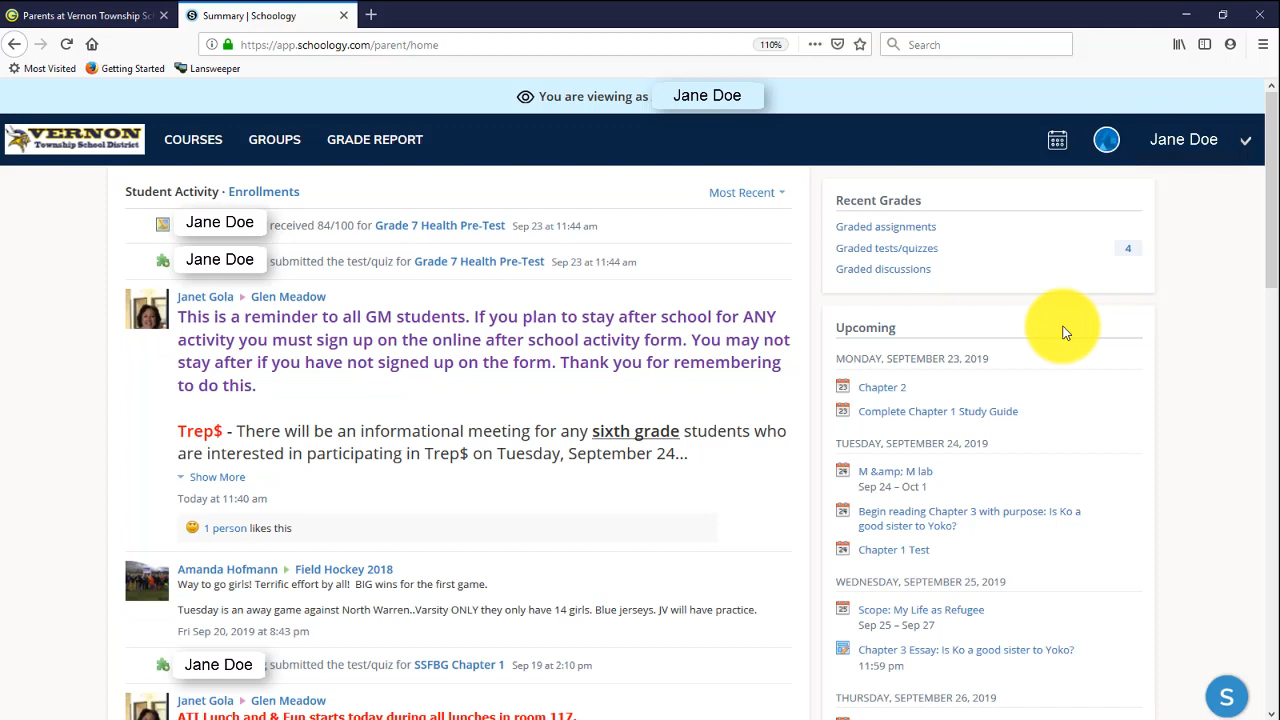 Parents at Vernon Township Sc
Summary | Schoology
https://app.schoology.com/parent/home
110%
Search
Most Visited
Getting Started
Lansweeper
You are viewing as Jane Doe
VERNON
Township School District
COURSES
GROUPS
GRADE REPORT
Jane Doe
Student Activity · Enrollments
Most Recent
Jane Doe received 84/100 for Grade 7 Health Pre-Test Sep 23 at 11:44 am
Jane Doe submitted the test/quiz for Grade 7 Health Pre-Test Sep 23 at 11:44 am
Janet Gola Glen Meadow
This is a reminder to all GM students. If you plan to stay after school for ANY
activity you must sign up on the online after school activity form. You may not
stay after if you have not signed up on the form. Thank you for remembering
to do this.
Trep$ - There will be an informational meeting for any sixth grade students who
are interested in participating in Trep$ on Tuesday, September 24...
Show More
Today at 11:40 am
1 person likes this
Amanda Hofmann Field Hockey 2018
Way to go girls! Terrific effort by all! BIG wins for the first game.
Tuesday is an away game against North Warren..Varsity ONLY they only have 14 girls. Blue jerseys. JV will have practice.
Fri Sep 20, 2019 at 8:43 pm
Jane Doe submitted the test/quiz for SSFBG Chapter 1 Sep 19 at 2:10 pm
Janet Gola Glen Meadow
ATI Lunch and & Fun starts today during all lunches in room 117.
Recent Grades
Graded assignments
Graded tests/quizzes 4
Graded discussions
Upcoming
MONDAY, SEPTEMBER 23, 2019
23 Chapter 2
23 Complete Chapter 1 Study Guide
TUESDAY, SEPTEMBER 24, 2019
24 M &amp; M lab
Sep 24 – Oct 1
24 Begin reading Chapter 3 with purpose: Is Ko a
good sister to Yoko?
24 Chapter 1 Test
WEDNESDAY, SEPTEMBER 25, 2019
25 Scope: My Life as Refugee
Sep 25 – Sep 27
Chapter 3 Essay: Is Ko a good sister to Yoko?
11:59 pm
THURSDAY, SEPTEMBER 26, 2019
S